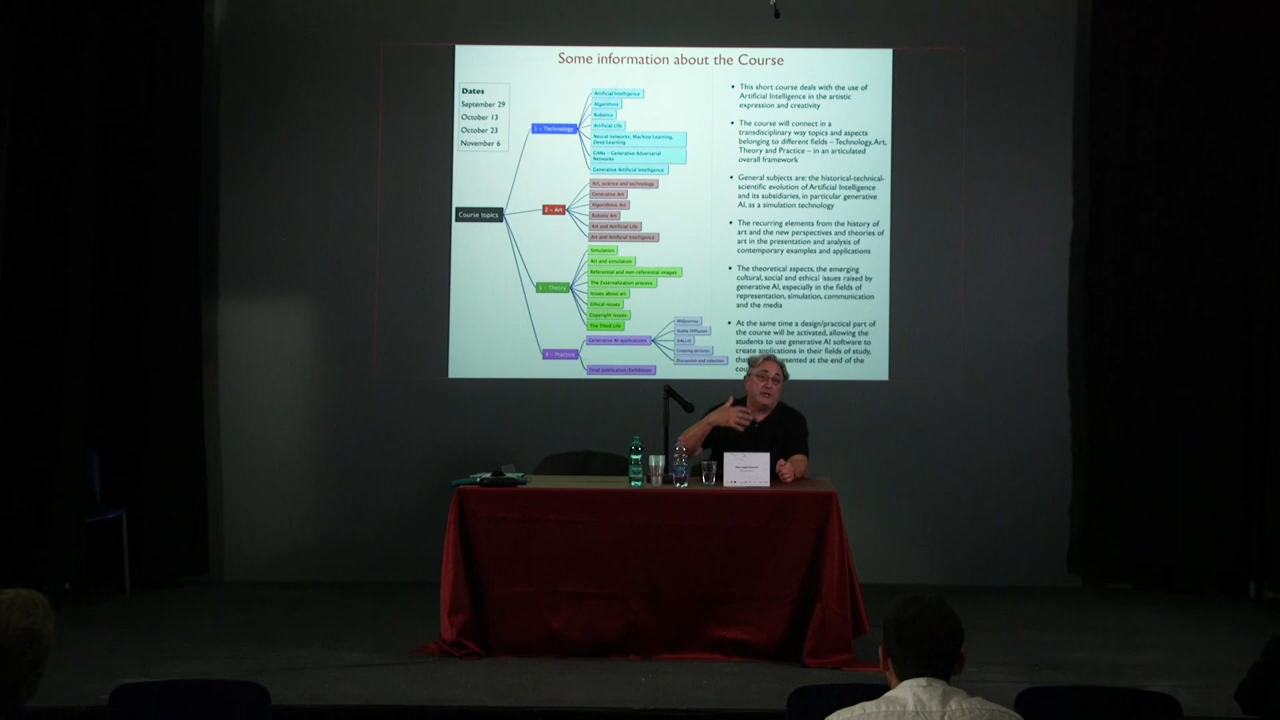 Some information about the Course
Dates
September 29
October 13
October 23
November 6
Course topics
1 - Technology
Artificial Intelligence
Algorithms
Robotics
Artificial Life
Neural networks, Machine Learning,
Deep Learning
GANs - Generative Adversarial
Networks
Generative Artificial Intelligence
2 - Art
Art, science and technology
Generative Art
Algorithmic Art
Robotic Art
Art and Artificial Life
Art and Artificial Intelligence
3 - Theory
Simulation
Art and simulation
Referential and non-referential images
The Externalization process
Issues about art
Ethical issues
Copyright issues
The Third Life
4 - Practice
Generative AI applications
Midjourney
Stable Diffusion
DALL•E
Creating pictures
Discussion and selection
Final publication/Exhibition
• This short course deals with the use of
Artificial Intelligence in the artistic
expression and creativity
• The course will connect in a
transdisciplinary way topics and aspects
belonging to different fields – Technology, Art,
Theory and Practice – in an articulated
overall framework
• General subjects are: the historical-technical-
scientific evolution of Artificial Intelligence
and its subsidiaries, in particular generative
AI, as a simulation technology
• The recurring elements from the history of
art and the new perspectives and theories of
art in the presentation and analysis of
contemporary examples and applications
• The theoretical aspects, the emerging
cultural, social and ethical issues raised by
generative AI, especially in the fields of
representation, simulation, communication
and the media
• At the same time a design/practical part of
the course will be activated, allowing the
students to use generative AI software to
create applications in their fields of study,
at the end of the